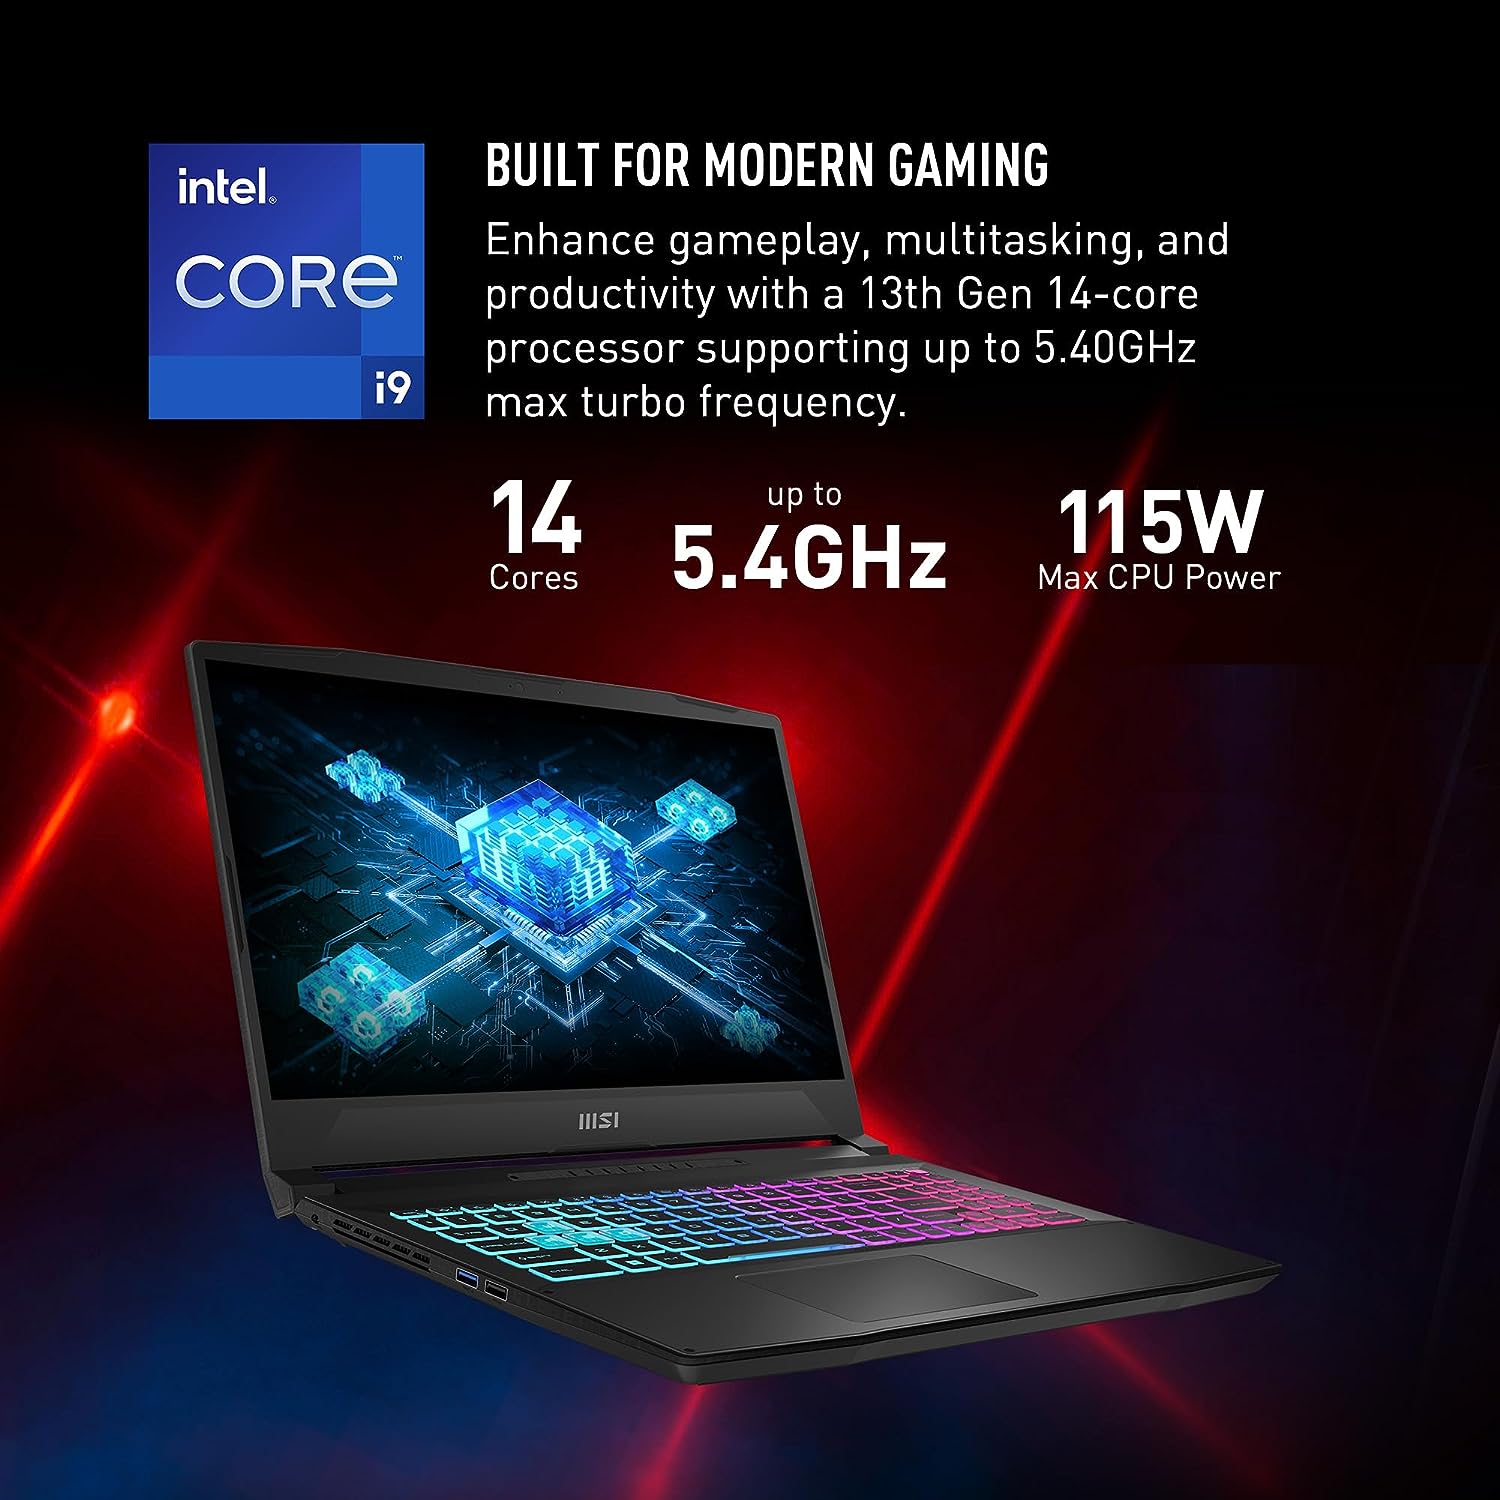 intel®
CORE™
i9
BUILT FOR MODERN GAMING
Enhance gameplay, multitasking, and
productivity with a 13th Gen 14-core
processor supporting up to 5.40GHz
max turbo frequency.
14
Cores
up to
5.4GHz
115W
Max CPU Power
msi